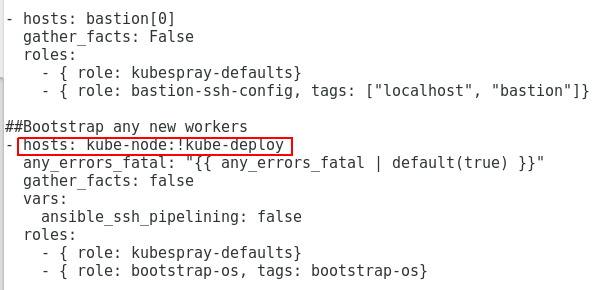 - hosts: bastion[0]
  gather_facts: False
  roles:
    - { role: kubespray-defaults}
    - { role: bastion-ssh-config, tags: ["localhost", "bastion"]}

##Bootstrap any new workers
- hosts: kube-node:!kube-deploy
  any_errors_fatal: "{{ any_errors_fatal | default(true) }}"
  gather_facts: false
  vars:
    ansible_ssh_pipelining: false
  roles:
    - { role: kubespray-defaults}
    - { role: bootstrap-os, tags: bootstrap-os}